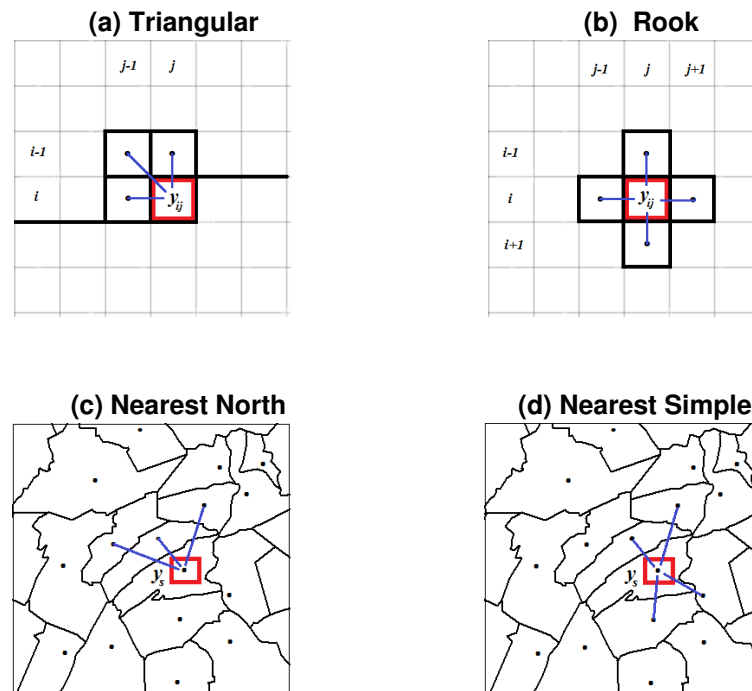 (a) Triangular
j-1 j
i-1
i
y_ij
(b) Rook
j-1 j j+1
i-1
i
y_ij
i+1
(c) Nearest North
y_s
(d) Nearest Simple
y_s